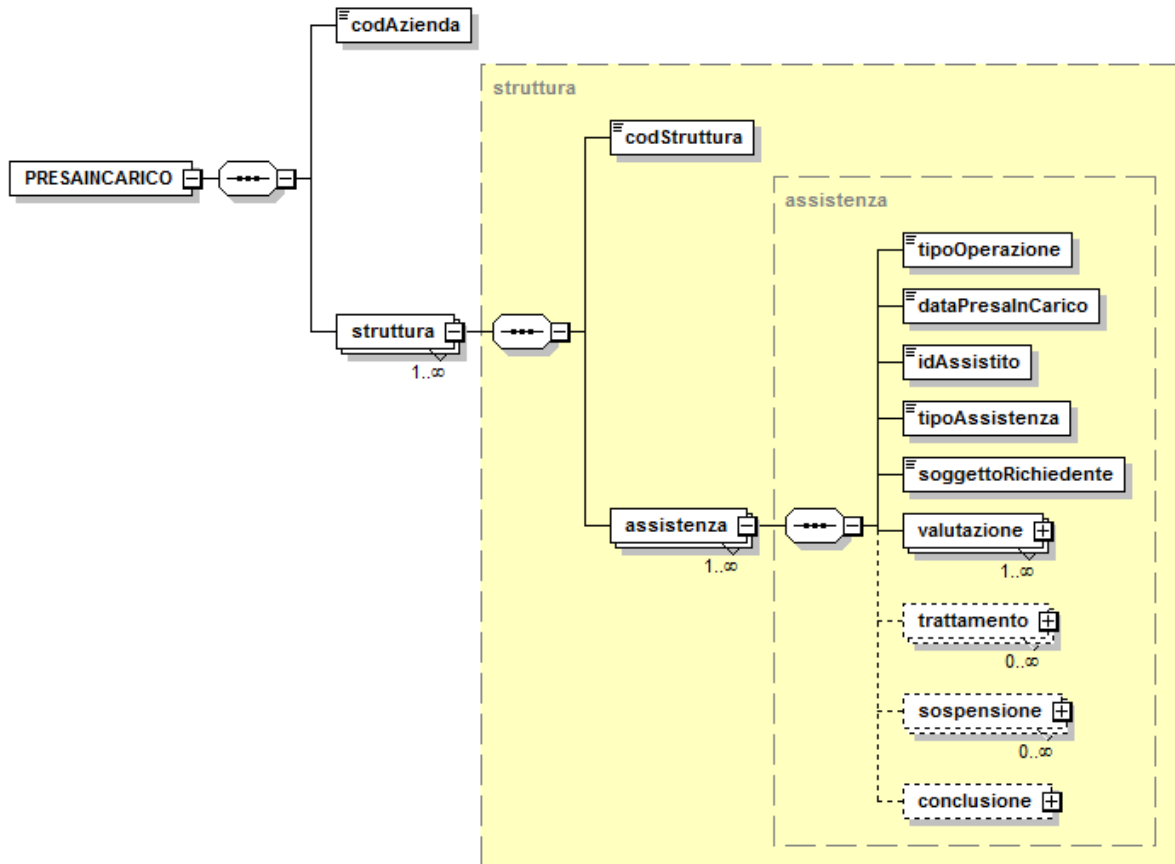 codAzienda
struttura
codStruttura
PRESAINCARICO
assistenza
tipoOperazione
dataPresaInCarico
struttura
1..∞
idAssistito
tipoAssistenza
soggettoRichiedente
assistenza
1..∞
valutazione
1..∞
trattamento
0..∞
sospensione
0..∞
conclusione